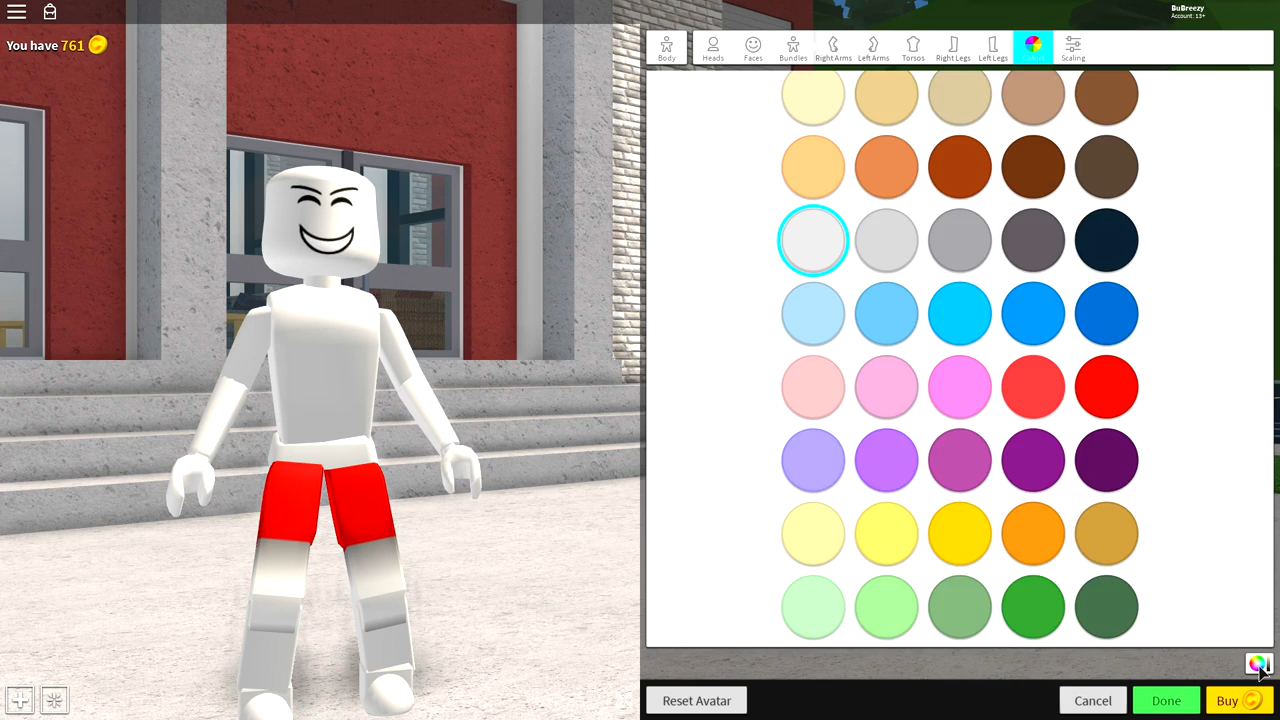 BuBreezy
Account: 13+
You have 761
Body
Heads
Faces
Bundles
Right Arms
Left Arms
Torsos
Right Legs
Left Legs
Scaling
Reset Avatar
Cancel
Done
Buy